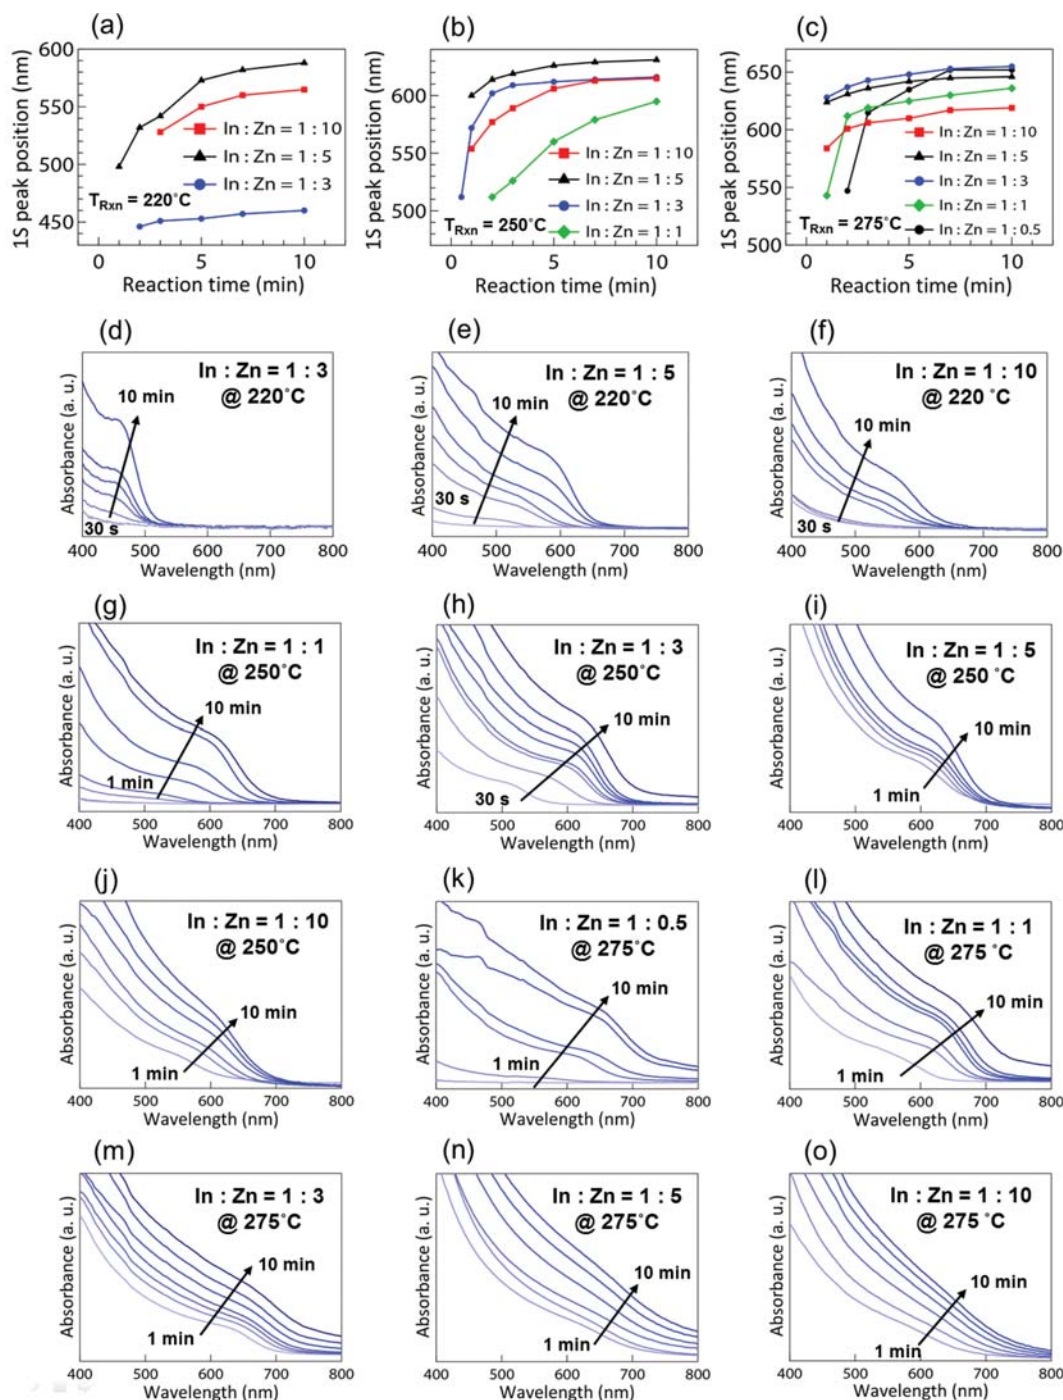 (a)
1S peak position (nm)
600
550
500
450
In : Zn = 1 : 10
In : Zn = 1 : 5
In : Zn = 1 : 3
T_Rxn = 220°C
0 5 10
Reaction time (min)
(b)
1S peak position (nm)
600
550
500
In : Zn = 1 : 10
In : Zn = 1 : 5
In : Zn = 1 : 3
In : Zn = 1 : 1
T_Rxn = 250°C
0 5 10
Reaction time (min)
(c)
1S peak position (nm)
650
600
550
500
In : Zn = 1 : 10
In : Zn = 1 : 5
In : Zn = 1 : 3
In : Zn = 1 : 1
In : Zn = 1 : 0.5
T_Rxn = 275°C
0 5 10
Reaction time (min)
(d)
Absorbance (a. u.)
In : Zn = 1 : 3
@ 220°C
10 min
30 s
400 500 600 700 800
Wavelength (nm)
(e)
Absorbance (a. u.)
In : Zn = 1 : 5
@ 220°C
10 min
30 s
400 500 600 700 800
Wavelength (nm)
(f)
Absorbance (a. u.)
In : Zn = 1 : 10
@ 220 °C
10 min
30 s
400 500 600 700 800
Wavelength (nm)
(g)
Absorbance (a. u.)
In : Zn = 1 : 1
@ 250°C
10 min
1 min
400 500 600 700 800
Wavelength (nm)
(h)
Absorbance (a. u.)
In : Zn = 1 : 3
@ 250°C
10 min
30 s
400 500 600 700 800
Wavelength (nm)
(i)
Absorbance (a. u.)
In : Zn = 1 : 5
@ 250 °C
10 min
1 min
400 500 600 700 800
Wavelength (nm)
(j)
Absorbance (a. u.)
In : Zn = 1 : 10
@ 250°C
10 min
1 min
400 500 600 700 800
Wavelength (nm)
(k)
Absorbance (a. u.)
In : Zn = 1 : 0.5
@ 275°C
10 min
1 min
400 500 600 700 800
Wavelength (nm)
(l)
Absorbance (a. u.)
In : Zn = 1 : 1
@ 275 °C
10 min
1 min
400 500 600 700 800
Wavelength (nm)
(m)
Absorbance (a. u.)
In : Zn = 1 : 3
@ 275°C
10 min
1 min
400 500 600 700 800
Wavelength (nm)
(n)
Absorbance (a. u.)
In : Zn = 1 : 5
@ 275°C
10 min
1 min
400 500 600 700 800
Wavelength (nm)
(o)
Absorbance (a. u.)
In : Zn = 1 : 10
@ 275 °C
10 min
1 min
400 500 600 700 800
Wavelength (nm)